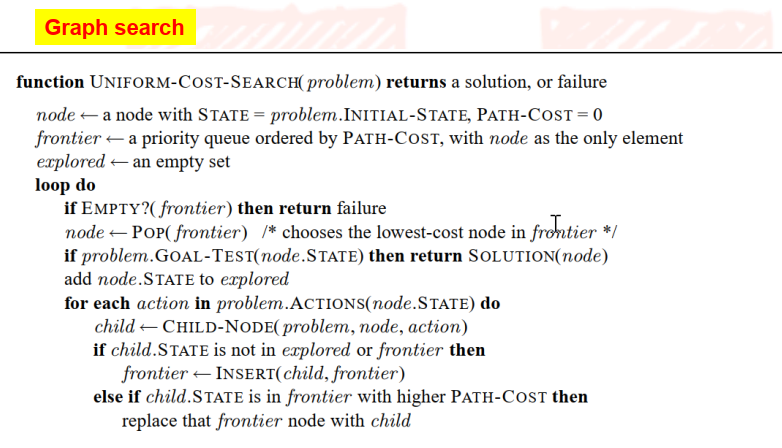 Graph search
function UNIFORM-COST-SEARCH(problem) returns a solution, or failure
node ← a node with STATE = problem.INITIAL-STATE, PATH-COST = 0
frontier ← a priority queue ordered by PATH-COST, with node as the only element
explored ← an empty set
loop do
if EMPTY?(frontier) then return failure
node ← POP(frontier) /* chooses the lowest-cost node in frontier */
if problem.GOAL-TEST(node.STATE) then return SOLUTION(node)
add node.STATE to explored
for each action in problem.ACTIONS(node.STATE) do
child ← CHILD-NODE(problem, node, action)
if child.STATE is not in explored or frontier then
frontier ← INSERT(child, frontier)
else if child.STATE is in frontier with higher PATH-COST then
replace that frontier node with child